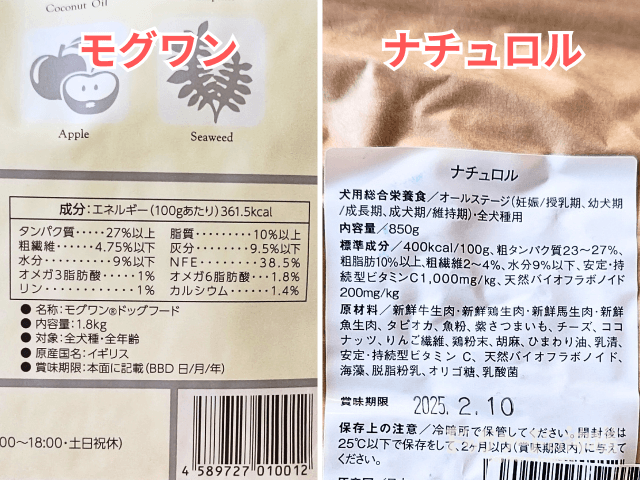 Coconut Oil
モグワン
Apple
Seaweed
成分：エネルギー（100gあたり）361.5kcal
タンパク質……27%以上 脂質…………10%以上
粗繊維……4.75%以下 灰分…………9.5%以下
水分…………9%以下 NFE…………38.5%
オメガ3脂肪酸……1% オメガ6脂肪酸…1.8%
リン……………1% カルシウム……1.4%
●名称：モグワン®ドッグフード
●内容量：1.8kg
●対象：全犬種・全年齢
●原産国名：イギリス
●賞味期限：本面に記載（BBD 日/月/年）
00〜18:00・土日祝休）
4 589727 010012
ナチュロル
ナチュロル
犬用総合栄養食／オールステージ（妊娠/授乳期、幼犬期
/成長期、成犬期/維持期）・全犬種用
内容量／850g
標準成分／400kcal/100g、粗タンパク質23〜27%、
粗脂肪10%以上、粗繊維2〜4%、水分9%以下、安定・持
続型ビタミンC1,000mg/kg、天然バイオフラボノイド
200mg/kg
原材料／新鮮牛生肉・新鮮鶏生肉・新鮮馬生肉・新鮮
魚生肉、タピオカ、魚粉、紫さつまいも、チーズ、ココ
ナッツ、りんご繊維、鶏粉末、胡麻、ひまわり油、乳清、
安定・持続型ビタミン C、天然バイオフラボノイド、
海藻、脱脂粉乳、オリゴ糖、乳酸菌
賞味期限 2025.2.10
保存上の注意／冷暗所で保管してください。開封後は
25℃以下で保存をして、2ヶ月以内（賞味期限内）に与えて
ください。